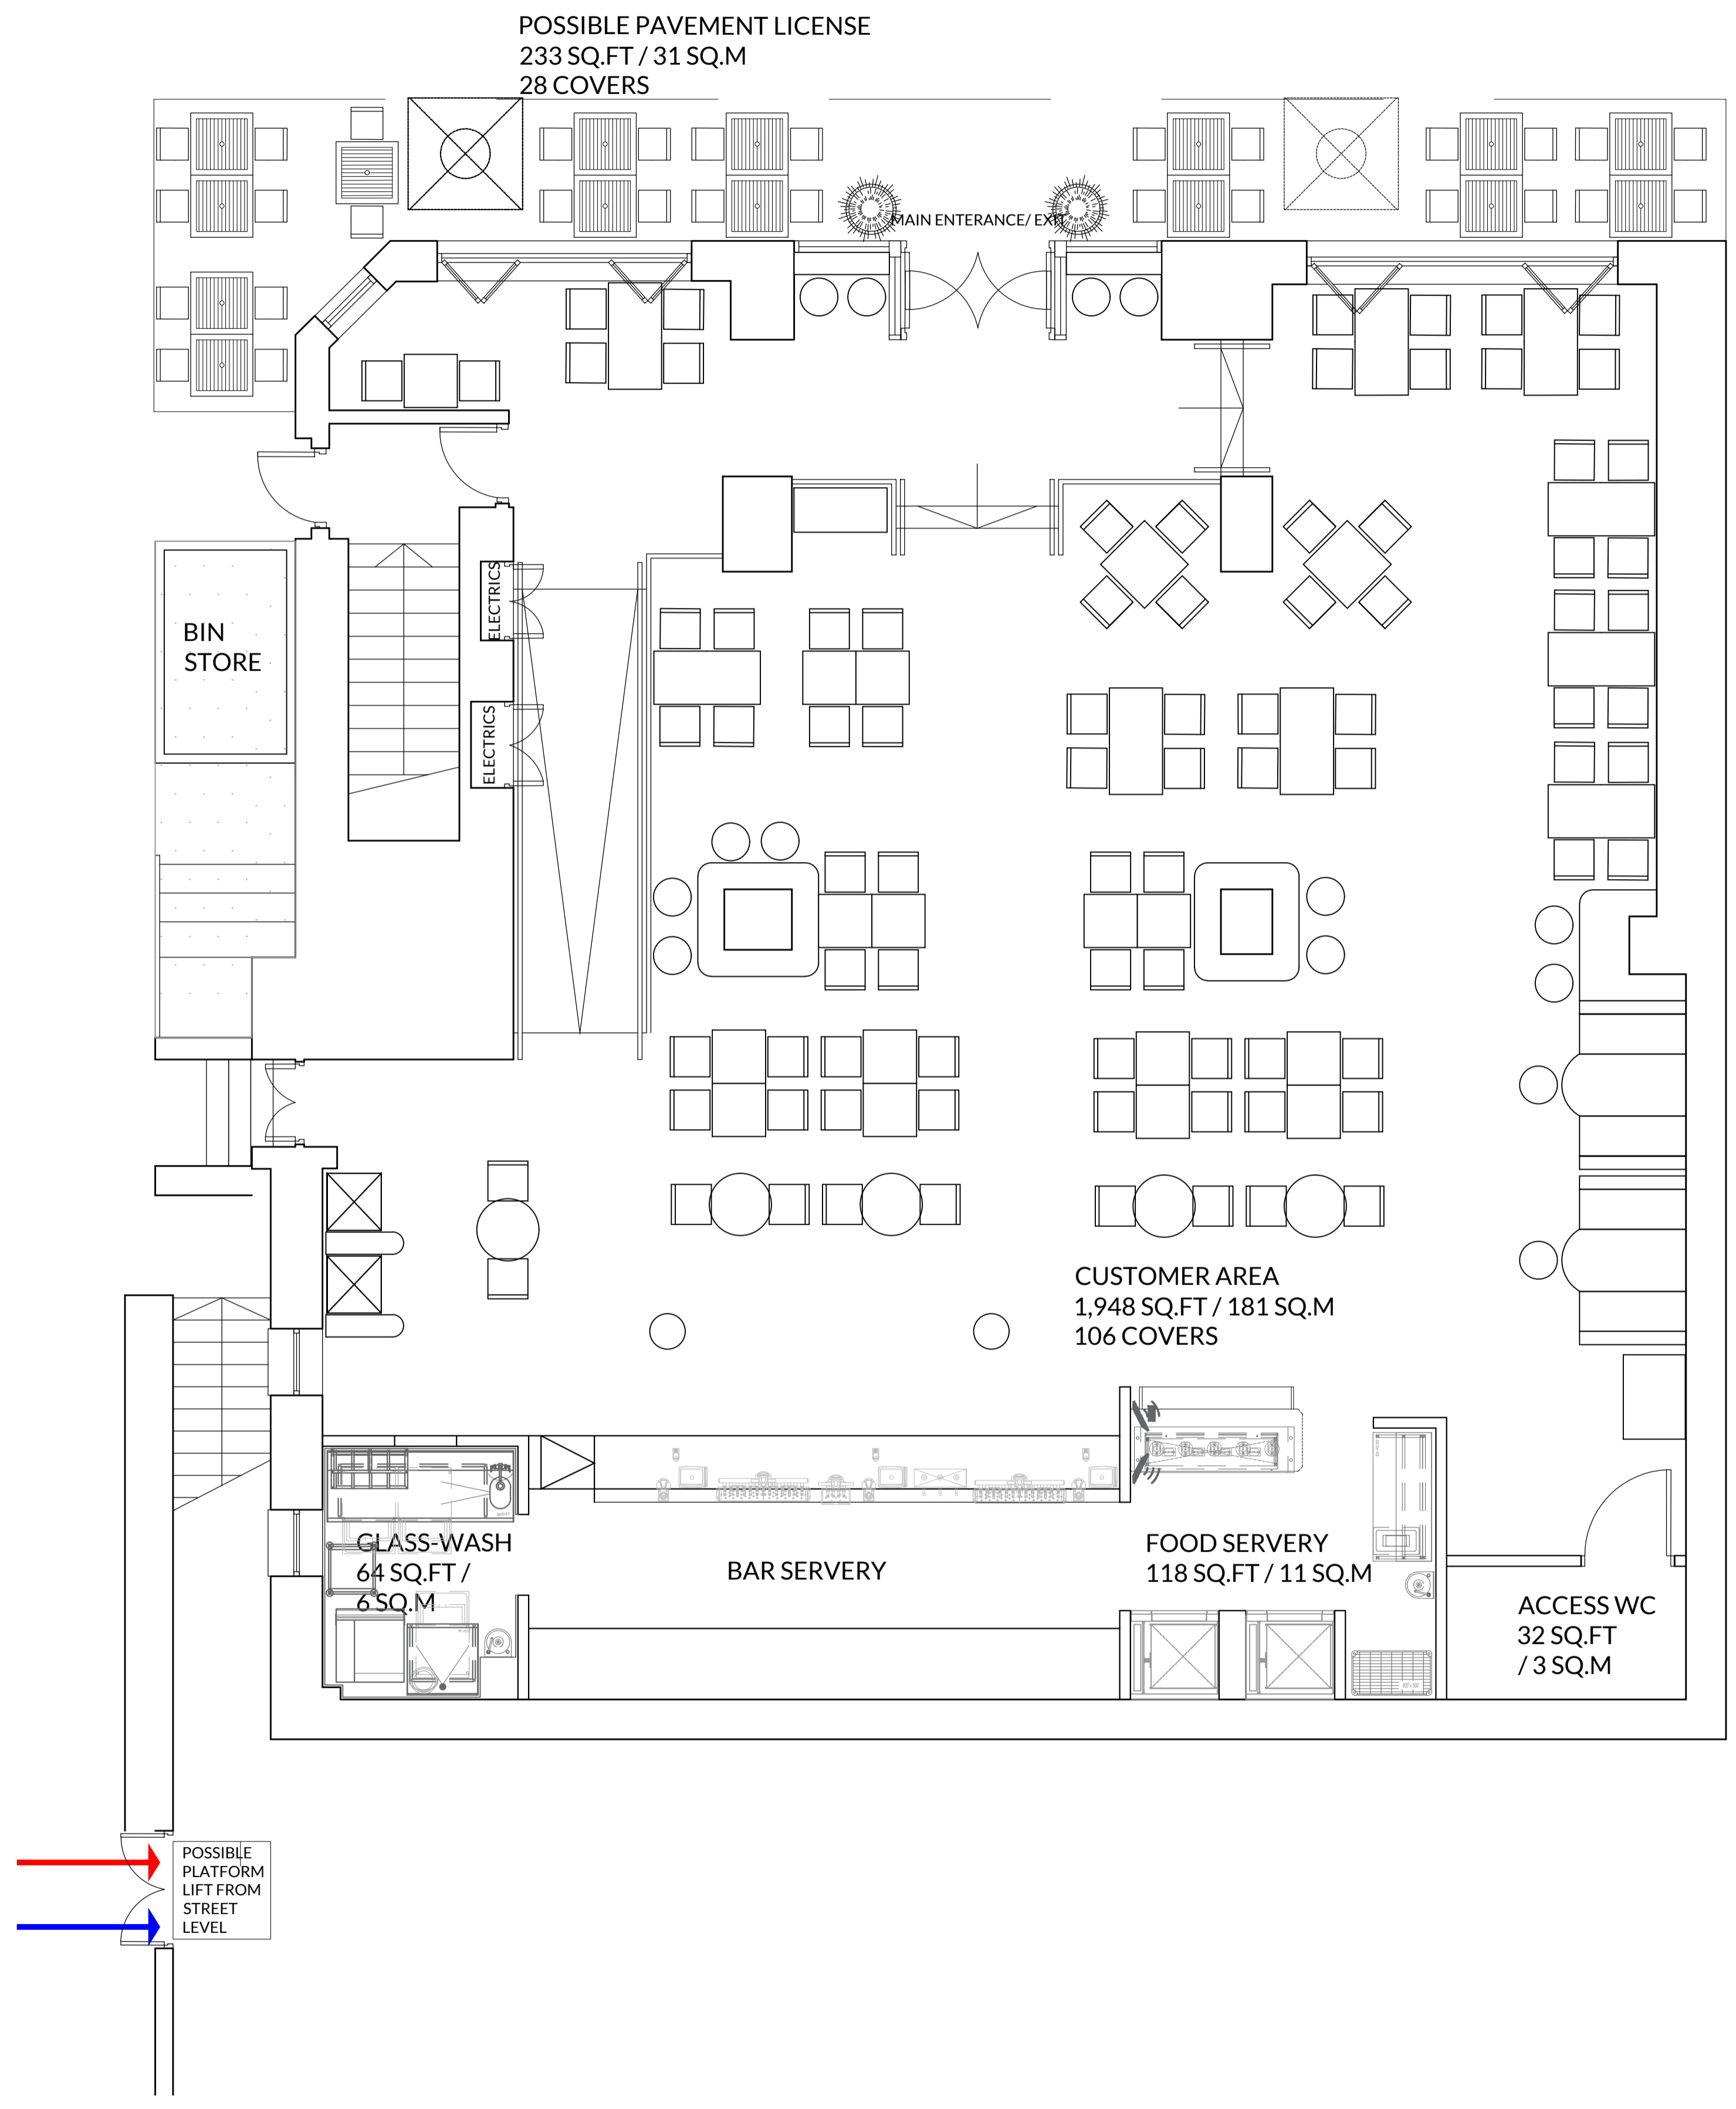 POSSIBLE PAVEMENT LICENSE
233 SQ.FT / 31 SQ.M
28 COVERS
MAIN ENTERANCE/ EXIT
ELECTRICS
BIN
STORE
ELECTRICS
CUSTOMER AREA
1,948 SQ.FT / 181 SQ.M
106 COVERS
GLASS-WASH
64 SQ.FT /
6 SQ.M
BAR SERVERY
FOOD SERVERY
118 SQ.FT / 11 SQ.M
ACCESS WC
32 SQ.FT
/ 3 SQ.M
POSSIBLE
PLATFORM
LIFT FROM
STREET
LEVEL